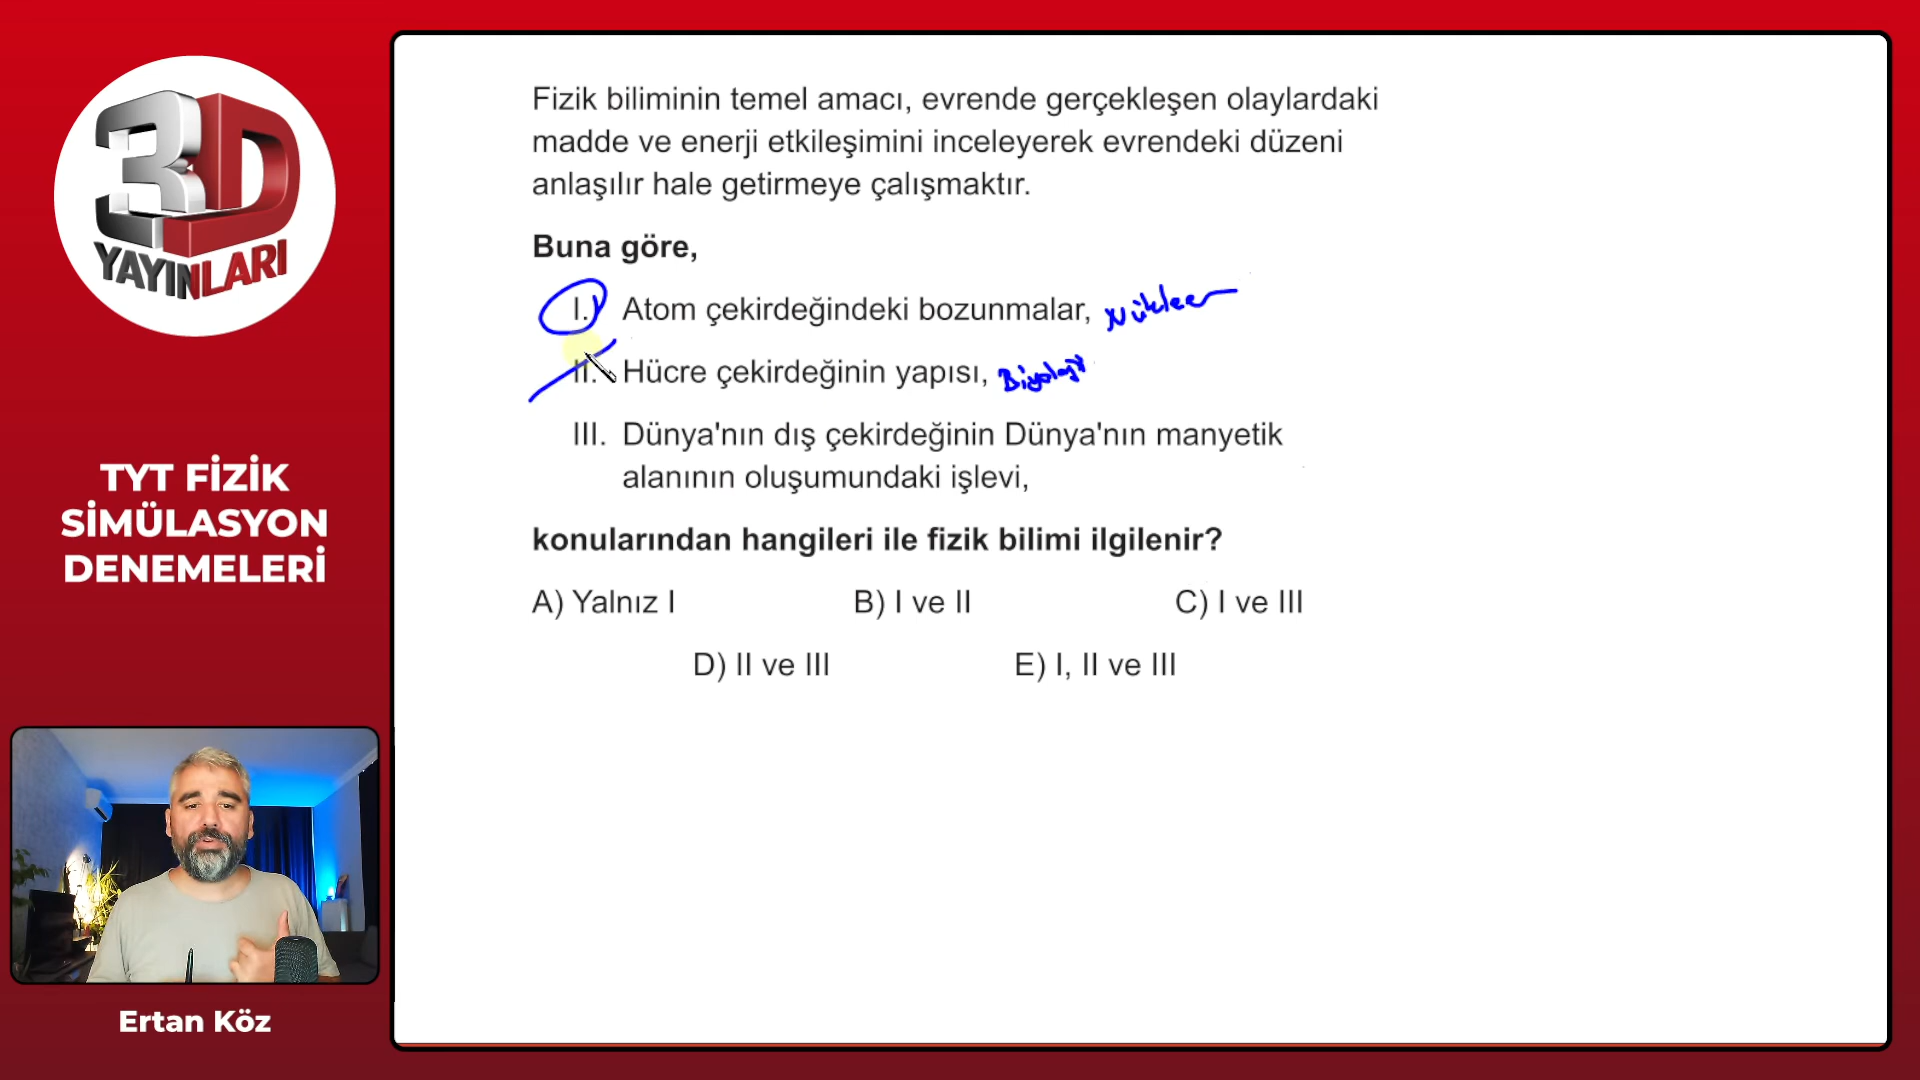 3D
YAYINLARI
TYT FİZİK
SİMÜLASYON
DENEMELERİ
Ertan Köz
Fizik biliminin temel amacı, evrende gerçekleşen olaylardaki
madde ve enerji etkileşimini inceleyerek evrendeki düzeni
anlaşılır hale getirmeye çalışmaktır.
Buna göre,
I. Atom çekirdeğindeki bozunmalar, Nükleer
II. Hücre çekirdeğinin yapısı, Biyoloji
III. Dünya'nın dış çekirdeğinin Dünya'nın manyetik
alanının oluşumundaki işlevi,
konularından hangileri ile fizik bilimi ilgilenir?
A) Yalnız I B) I ve II C) I ve III
D) II ve III E) I, II ve III